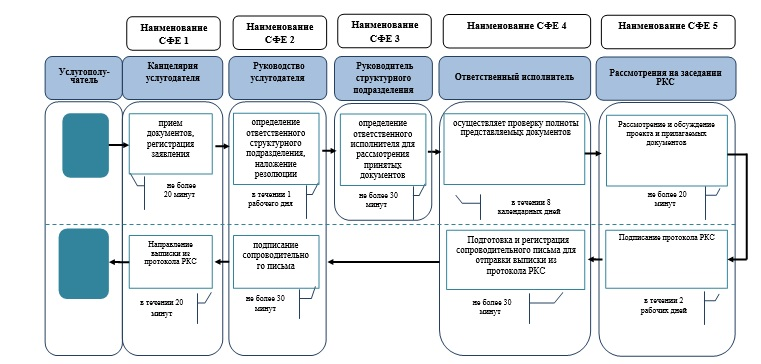 Наименование
СФЕ 1
Наименование
СФЕ 2
Наименование
СФЕ 3
Наименование
СФЕ 4
Наименование
СФЕ 5
Услугополу-
чатель
Канцелярия
услугодателя
Руководство
услугодателя
Руководитель
структурного
подразделения
Ответственный исполнитель
Рассмотрения на заседании
РКС
прием
документов,
регистрация
заявления
не более
20 минут
определение
ответственного
структурного
подразделения,
наложение
резолюции
в течении 1
рабочего дня
определение
ответственного
исполнителя для
рассмотрения
принятых
документов
не более 30
минут
осуществляет проверку полноты
представляемых документов
в течении 8
календарных дней
Рассмотрение и обсуждение
проекта и прилагаемых
документов
не более 20
минут
Направление
выписки из
протокола РКС
в течении 20
минут
подписание
сопроводительно
го письма
не более 30
минут
Подготовка и регистрация
сопроводительного письма для
отправки выписки из
протокола РКС
не более 30
минут
Подписание протокола РКС
в течении 2
рабочих дней